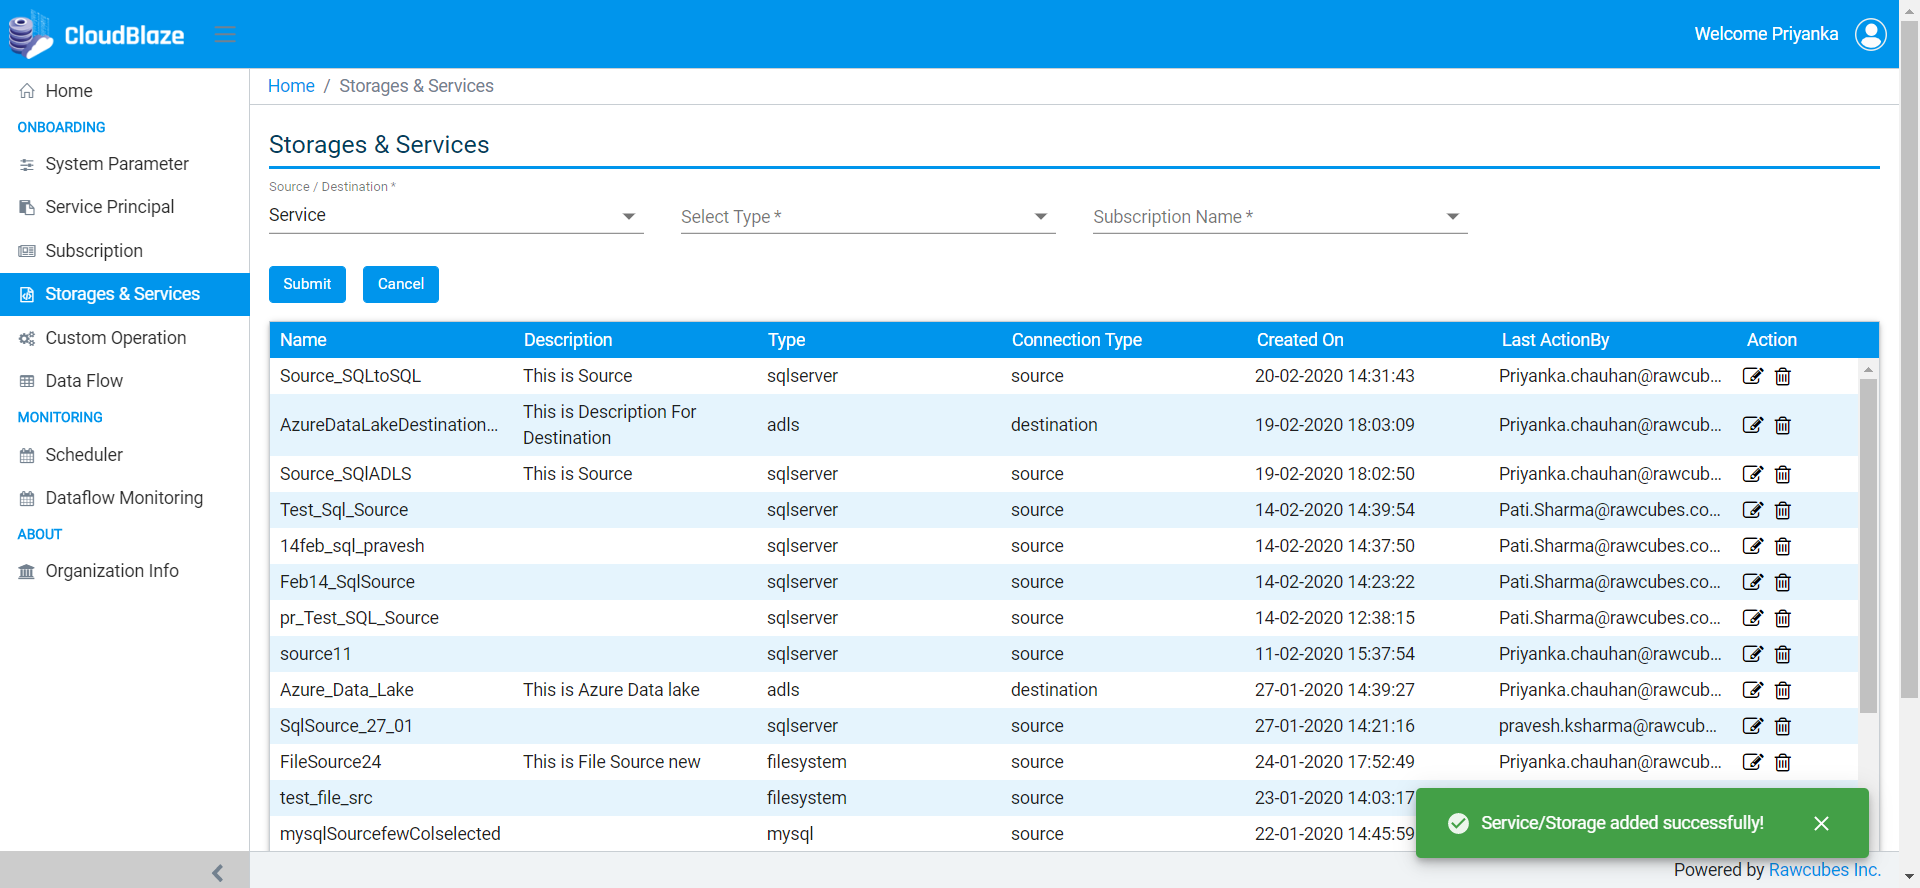 CloudBlaze
Welcome Priyanka
Home
ONBOARDING
System Parameter
Service Principal
Subscription
Storages & Services
Custom Operation
Data Flow
MONITORING
Scheduler
Dataflow Monitoring
ABOUT
Organization Info
Home / Storages & Services
Storages & Services
Source / Destination *
Service
Select Type *
Subscription Name *
Submit Cancel
Name Description Type Connection Type Created On Last ActionBy Action
Source_SQLtoSQL This is Source sqlserver source 20-02-2020 14:31:43 Priyanka.chauhan@rawcub...
AzureDataLakeDestination... This is Description For Destination adls destination 19-02-2020 18:03:09 Priyanka.chauhan@rawcub...
Source_SQlADLS This is Source sqlserver source 19-02-2020 18:02:50 Priyanka.chauhan@rawcub...
Test_Sql_Source sqlserver source 14-02-2020 14:39:54 Pati.Sharma@rawcubes.co...
14feb_sql_pravesh sqlserver source 14-02-2020 14:37:50 Pati.Sharma@rawcubes.co...
Feb14_SqlSource sqlserver source 14-02-2020 14:23:22 Pati.Sharma@rawcubes.co...
pr_Test_SQL_Source sqlserver source 14-02-2020 12:38:15 Pati.Sharma@rawcubes.co...
source11 sqlserver source 11-02-2020 15:37:54 Priyanka.chauhan@rawcub...
Azure_Data_Lake This is Azure Data lake adls destination 27-01-2020 14:39:27 Priyanka.chauhan@rawcub...
SqlSource_27_01 sqlserver source 27-01-2020 14:21:16 pravesh.ksharma@rawcub...
FileSource24 This is File Source new filesystem source 24-01-2020 17:52:49 Priyanka.chauhan@rawcub...
test_file_src filesystem source 23-01-2020 14:03:17
mysqlSourcefewColselected mysql source 22-01-2020 14:45:59
Service/Storage added successfully!
Powered by Rawcubes Inc.